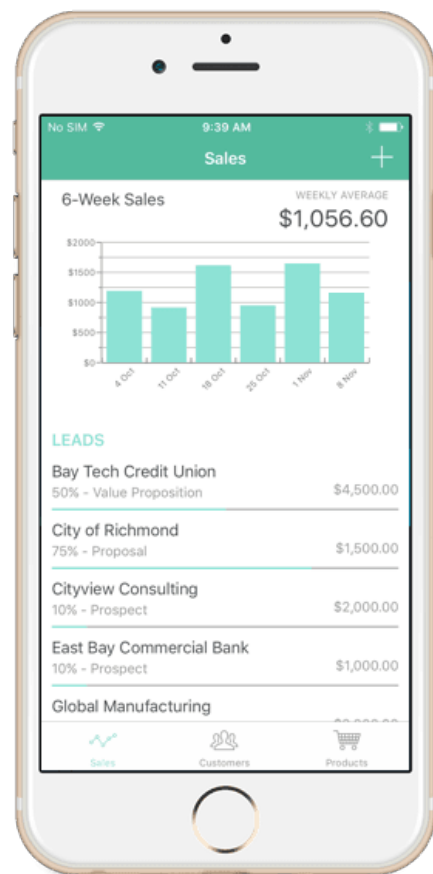 No SIM 9:39 AM
Sales
6-Week Sales
WEEKLY AVERAGE
$1,056.60
$2000
$1500
$1000
$500
$0
4 Oct 11 Oct 18 Oct 25 Oct 1 Nov 8 Nov
LEADS
Bay Tech Credit Union
50% - Value Proposition $4,500.00
City of Richmond
75% - Proposal $1,500.00
Cityview Consulting
10% - Prospect $2,000.00
East Bay Commercial Bank
10% - Prospect $1,000.00
Global Manufacturing
Sales Customers Products